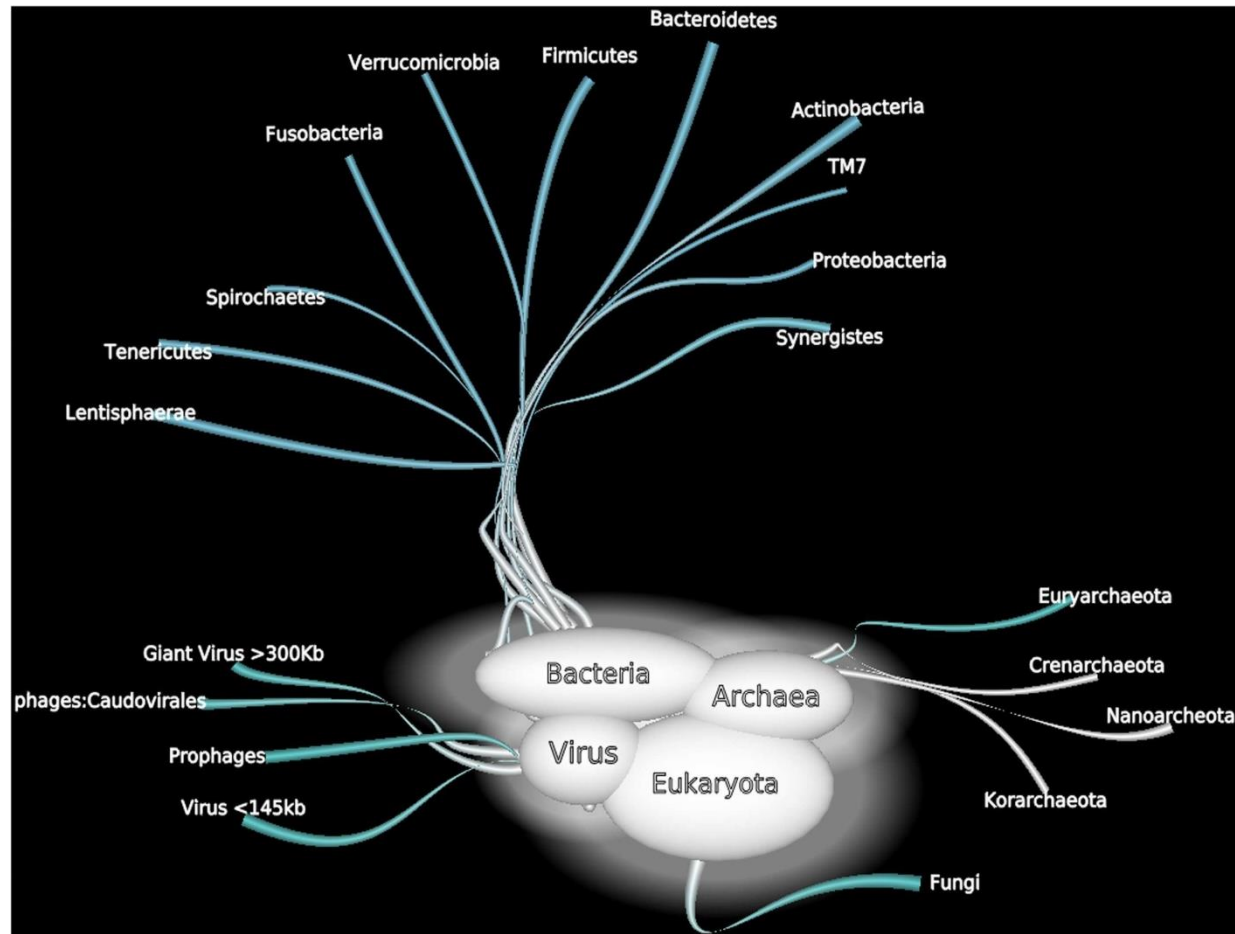 Bacteroidetes
Firmicutes
Verrucomicrobia
Actinobacteria
Fusobacteria
TM7
Proteobacteria
Spirochaetes
Synergistes
Tenericutes
Lentisphaerae
Euryarchaeota
Giant Virus >300Kb
Crenarchaeota
Bacteria
Archaea
phages:Caudovirales
Nanoarcheota
Prophages
Virus
Eukaryota
Korarchaeota
Virus <145kb
Fungi